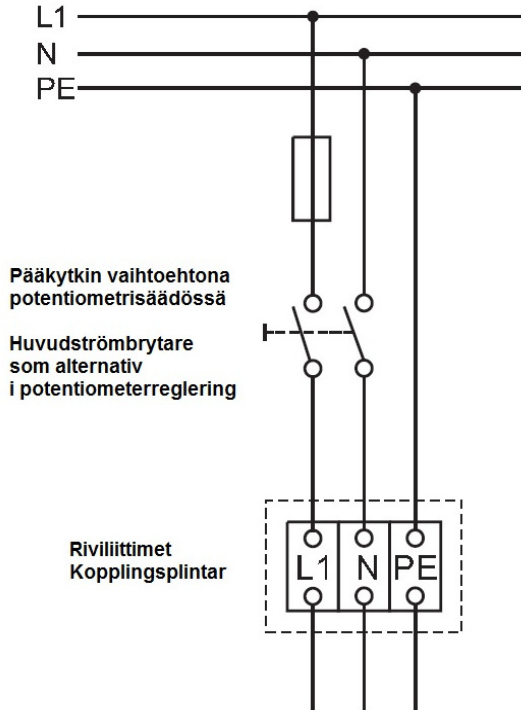 L1
N
PE
Pääkytkin vaihtoehtona
potentiometrisäädössä
Huvudströmbrytare
som alternativ
i potentiometerreglering
Riviliittimet
Kopplingsplintar
L1 N PE